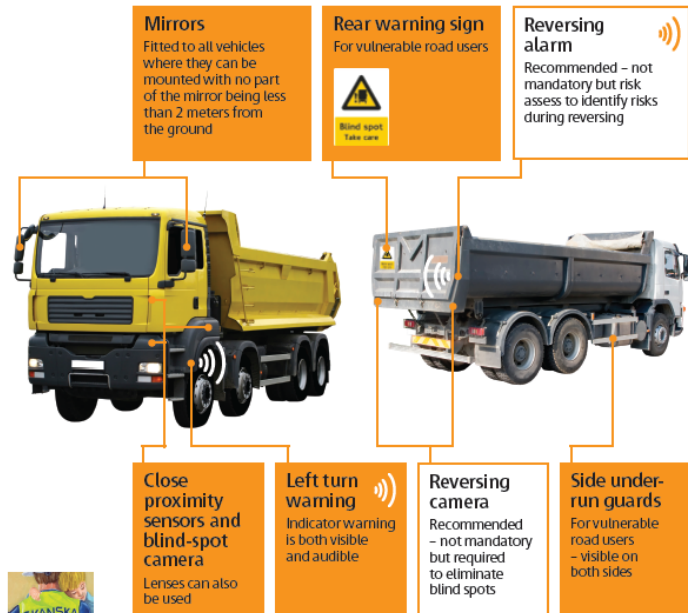 Mirrors
Fitted to all vehicles
where they can be
mounted with no part
of the mirror being less
than 2 meters from
the ground
Rear warning sign
For vulnerable road users
Blind spot
Take care
Reversing
alarm
Recommended – not
mandatory but risk
assess to identify risks
during reversing
Close
proximity
sensors and
blind-spot
camera
Lenses can also
be used
Left turn
warning
Indicator warning
is both visible
and audible
Reversing
camera
Recommended
– not mandatory
but required
to eliminate
blind spots
Side under-
run guards
For vulnerable
road users
– visible on
both sides
SKANSKA